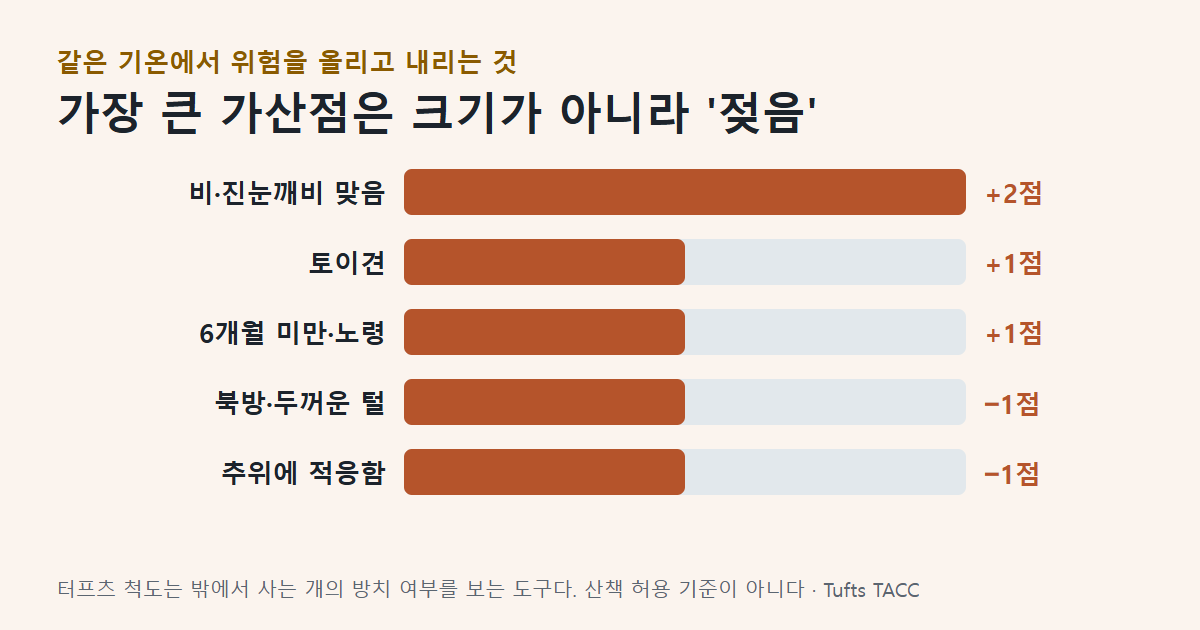 같은 기온에서 위험을 올리고 내리는 것
가장 큰 가산점은 크기가 아니라 '젖음'
비·진눈깨비 맞음 +2점
토이견 +1점
6개월 미만·노령 +1점
북방·두꺼운 털 −1점
추위에 적응함 −1점
터프츠 척도는 밖에서 사는 개의 방치 여부를 보는 도구다. 산책 허용 기준이 아니다 · Tufts TACC